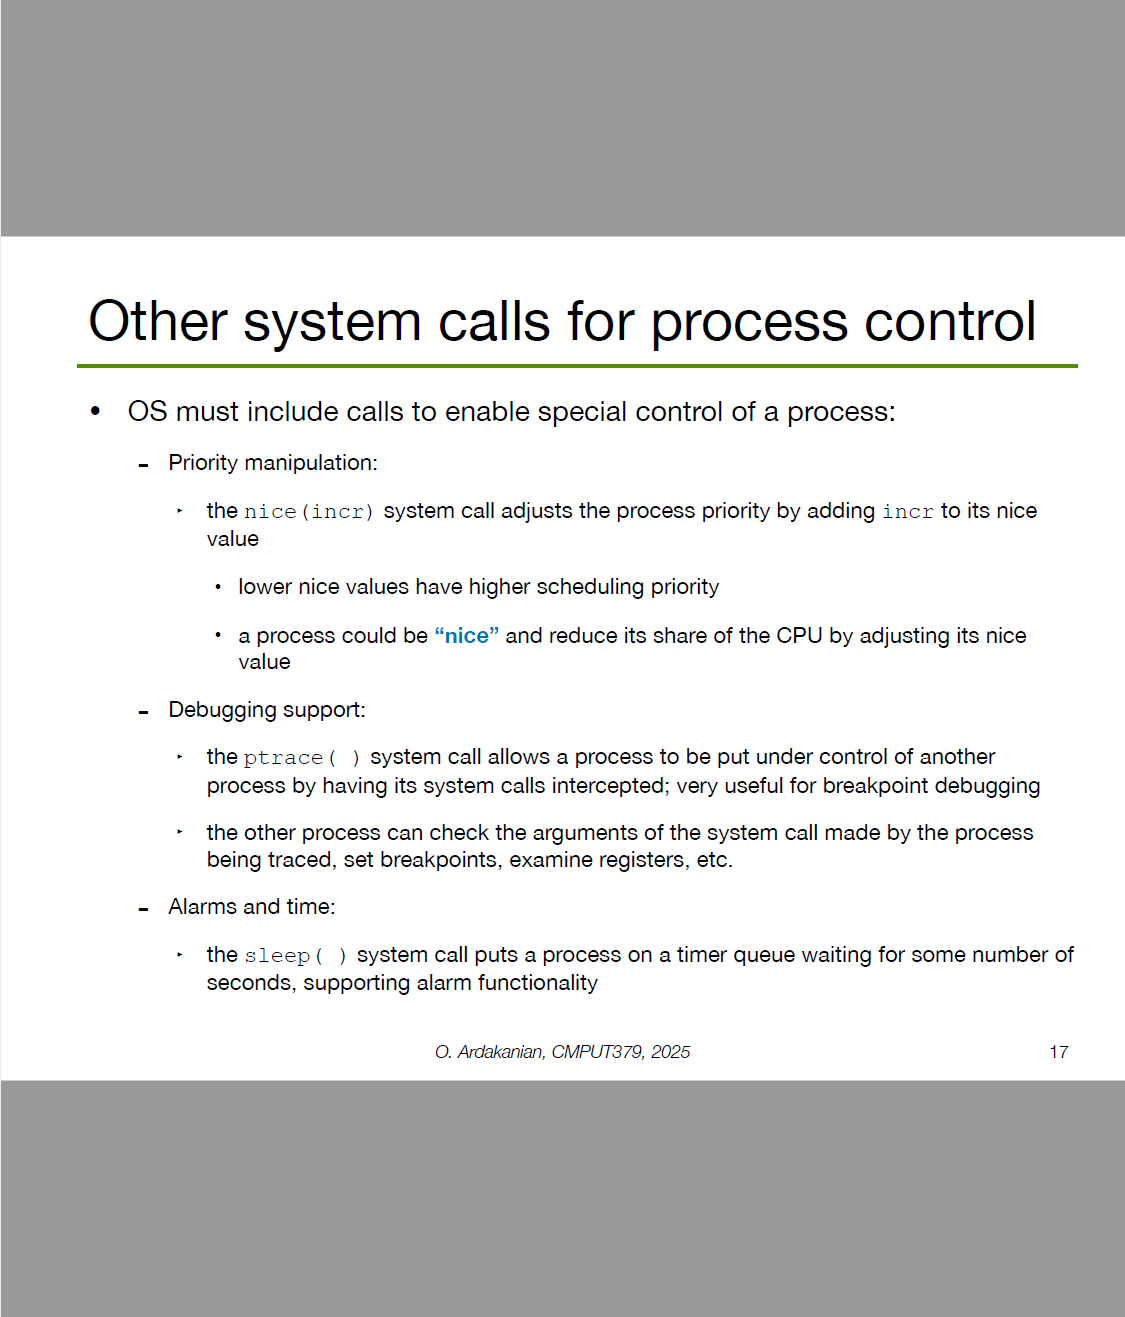 Other system calls for process control
• OS must include calls to enable special control of a process:
- Priority manipulation:
‣ the nice(incr) system call adjusts the process priority by adding incr to its nice
value
• lower nice values have higher scheduling priority
• a process could be “nice” and reduce its share of the CPU by adjusting its nice
value
- Debugging support:
‣ the ptrace( ) system call allows a process to be put under control of another
process by having its system calls intercepted; very useful for breakpoint debugging
‣ the other process can check the arguments of the system call made by the process
being traced, set breakpoints, examine registers, etc.
- Alarms and time:
‣ the sleep( ) system call puts a process on a timer queue waiting for some number of
seconds, supporting alarm functionality
O. Ardakanian, CMPUT379, 2025
17